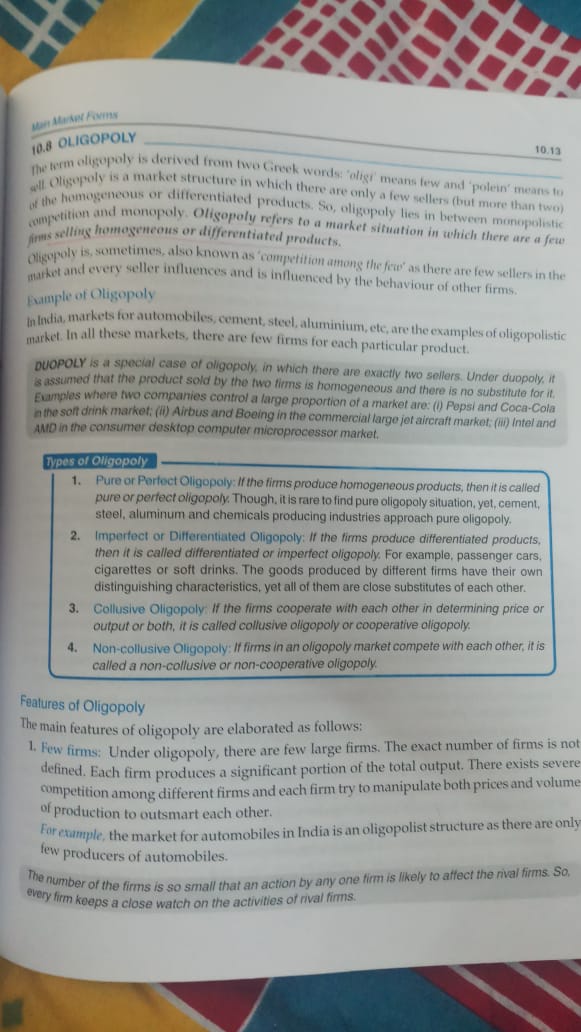 Main Market Forms
10.13
10.8 OLIGOPOLY
The term oligopoly is derived from two Greek words: 'oligi' means few and 'polein' means to
sell. Oligopoly is a market structure in which there are only a few sellers (but more than two)
of the homogeneous or differentiated products. So, oligopoly lies in between monopolistic
competition and monopoly. Oligopoly refers to a market situation in which there are a few
firms selling homogeneous or differentiated products.
Oligopoly is, sometimes, also known as 'competition among the few' as there are few sellers in the
market and every seller influences and is influenced by the behaviour of other firms.
Example of Oligopoly
In India, markets for automobiles, cement, steel, aluminium, etc, are the examples of oligopolistic
market. In all these markets, there are few firms for each particular product.
DUOPOLY is a special case of oligopoly, in which there are exactly two sellers. Under duopoly, it
is assumed that the product sold by the two firms is homogeneous and there is no substitute for it.
Examples where two companies control a large proportion of a market are: (i) Pepsi and Coca-Cola
in the soft drink market; (ii) Airbus and Boeing in the commercial large jet aircraft market; (iii) Intel and
AMD in the consumer desktop computer microprocessor market.
Types of Oligopoly
1. Pure or Perfect Oligopoly: If the firms produce homogeneous products, then it is called
pure or perfect oligopoly. Though, it is rare to find pure oligopoly situation, yet, cement,
steel, aluminum and chemicals producing industries approach pure oligopoly.
2. Imperfect or Differentiated Oligopoly: If the firms produce differentiated products,
then it is called differentiated or imperfect oligopoly. For example, passenger cars,
cigarettes or soft drinks. The goods produced by different firms have their own
distinguishing characteristics, yet all of them are close substitutes of each other.
3. Collusive Oligopoly: If the firms cooperate with each other in determining price or
output or both, it is called collusive oligopoly or cooperative oligopoly.
4. Non-collusive Oligopoly: If firms in an oligopoly market compete with each other, it is
called a non-collusive or non-cooperative oligopoly.
Features of Oligopoly
The main features of oligopoly are elaborated as follows:
1. Few firms: Under oligopoly, there are few large firms. The exact number of firms is not
defined. Each firm produces a significant portion of the total output. There exists severe
competition among different firms and each firm try to manipulate both prices and volume
of production to outsmart each other.
For example, the market for automobiles in India is an oligopolist structure as there are only
few producers of automobiles.
The number of the firms is so small that an action by any one firm is likely to affect the rival firms. So,
every firm keeps a close watch on the activities of rival firms.